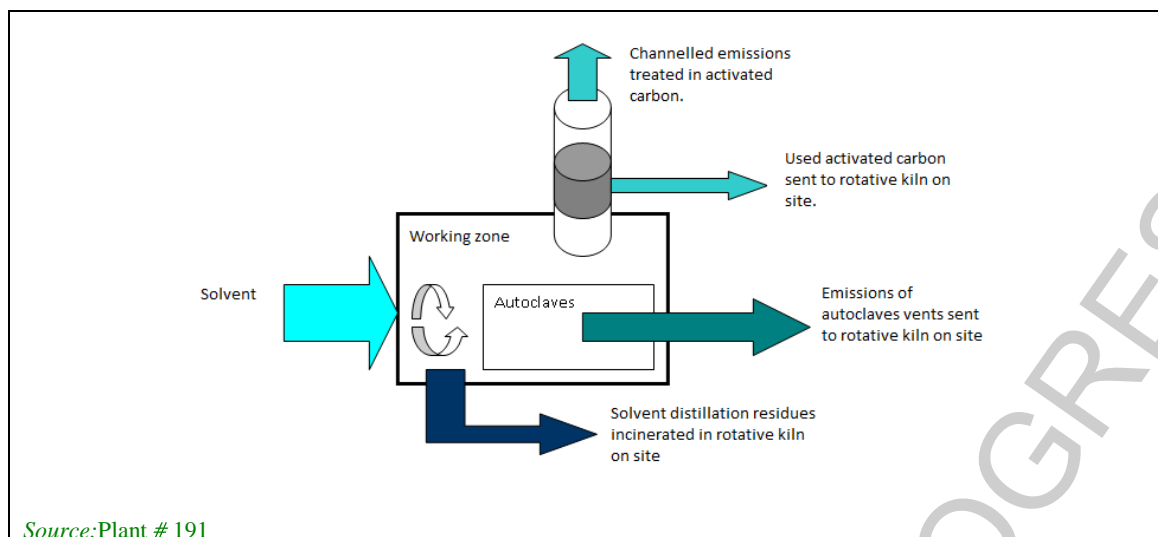 Channelled emissions
treated in activated
carbon.
Used activated carbon
sent to rotative kiln on
site.
Working zone
Solvent
Autoclaves
Emissions of
autoclaves vents sent
to rotative kiln on site
Solvent distillation residues
incinerated in rotative kiln
on site
Source:Plant # 191
OGRES